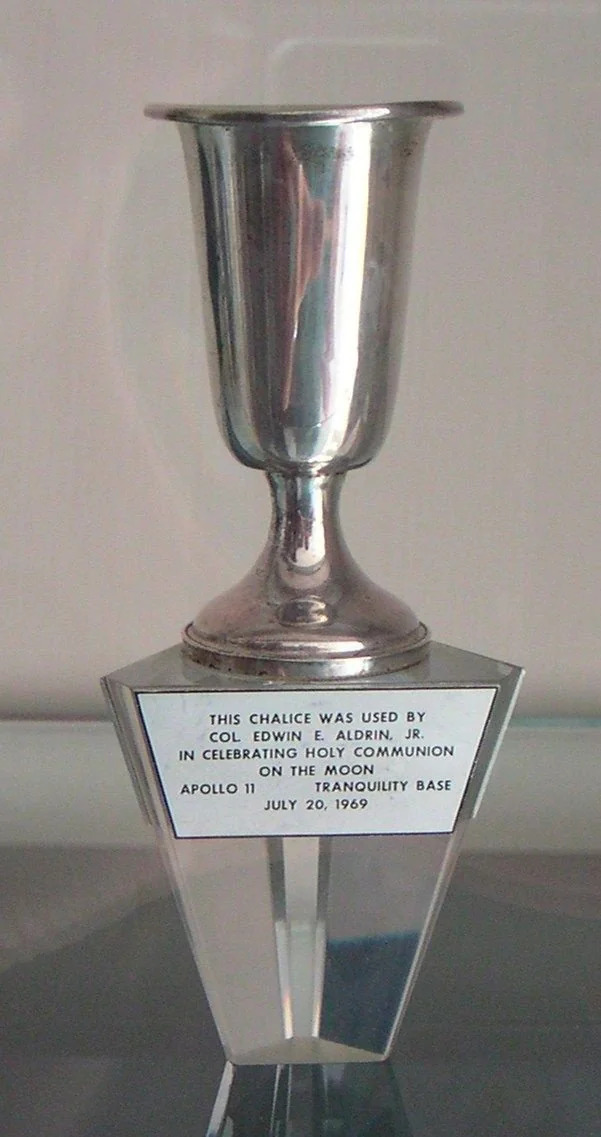 THIS CHALICE WAS USED BY
COL. EDWIN E. ALDRIN, JR.
IN CELEBRATING HOLY COMMUNION
ON THE MOON
APOLLO 11 TRANQUILITY BASE
JULY 20, 1969